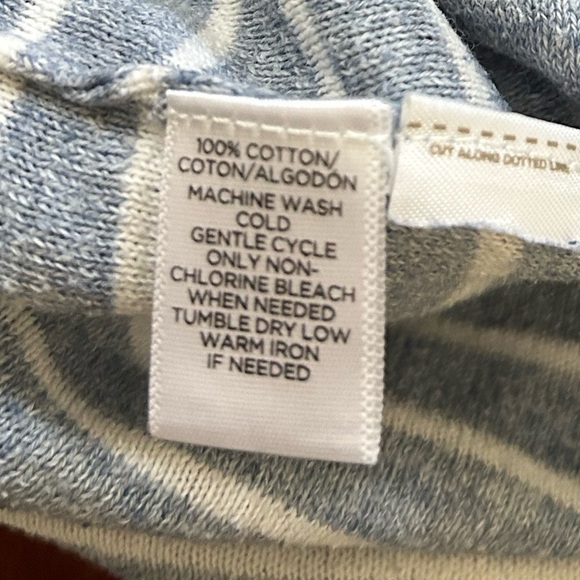 100% COTTON/
COTON/ALGODÓN
MACHINE WASH
COLD
GENTLE CYCLE
ONLY NON-
CHLORINE BLEACH
WHEN NEEDED
TUMBLE DRY LOW
WARM IRON
IF NEEDED
CUT ALONG DOTTED LINE